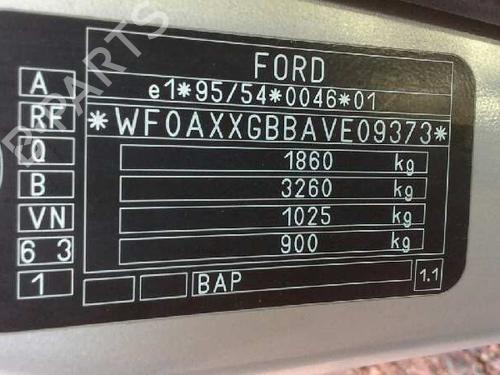 FORD
A
e1*95/54*0046*01
RF
*WF0AXXGBBAVE09373*
Q
1860 kg
B
3260 kg
VN
1025 kg
6 3
900 kg
1
BAP
1.1
B-PARTS